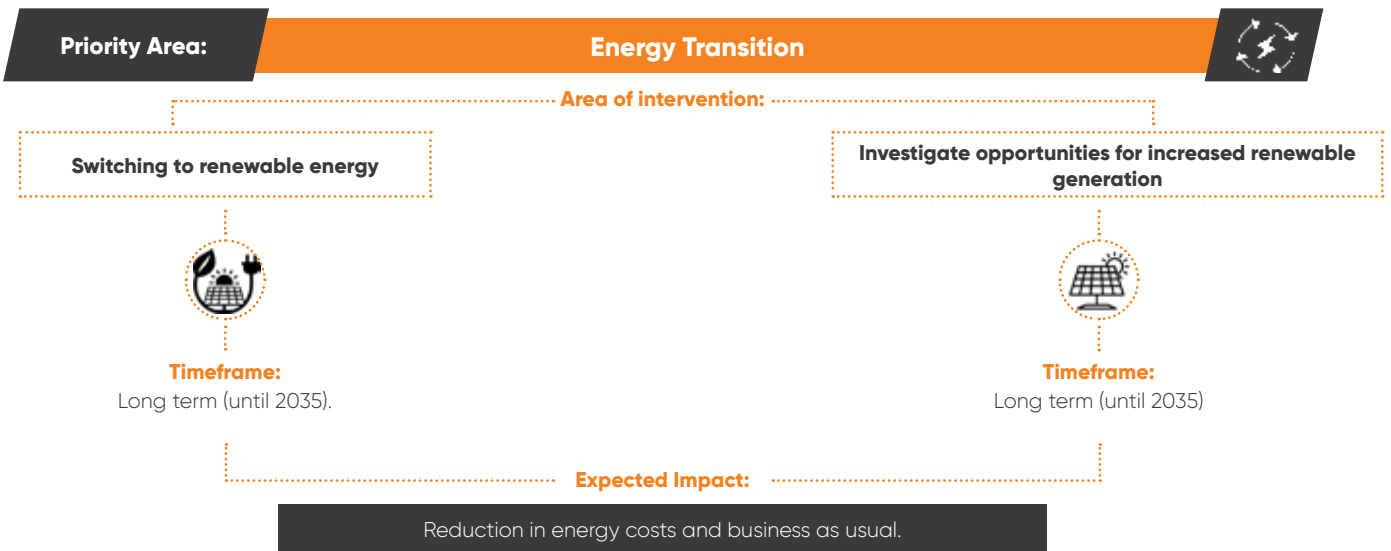 Priority Area:
Energy Transition
Area of intervention:
Switching to renewable energy
Investigate opportunities for increased renewable
generation
Timeframe:
Long term (until 2035).
Timeframe:
Long term (until 2035)
Expected Impact:
Reduction in energy costs and business as usual.